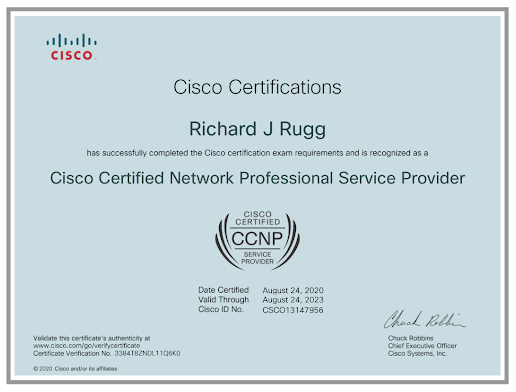 CISCO
Cisco Certifications
Richard J Rugg
has successfully completed the Cisco certification exam requirements and is recognized as a
Cisco Certified Network Professional Service Provider
CISCO
CERTIFIED
CCNP
SERVICE
PROVIDER
Date Certified August 24, 2020
Valid Through August 24, 2023
Cisco ID No. CSCO13147956
Chuck Robbins
Validate this certificate's authenticity at
www.cisco.com/go/verifycertificate
Certificate Verification No. 3384T8ZNDL11Q6K0
Chuck Robbins
Chief Executive Officer
Cisco Systems, Inc.
© 2020 Cisco and/or its affiliates